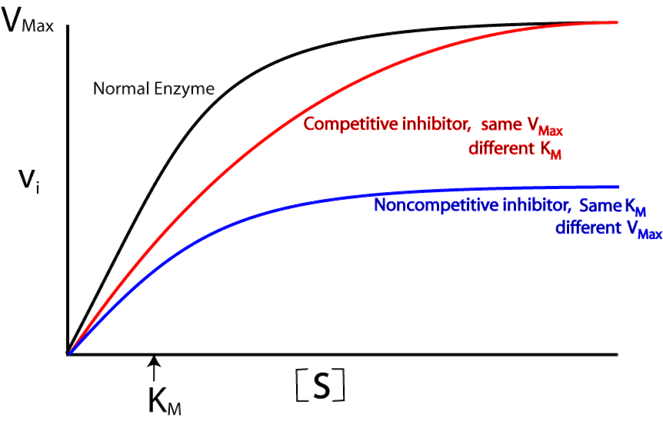 VMax
Normal Enzyme
Competitive inhibitor, same VMax
different KM
vi
Noncompetitive inhibitor, Same KM
different VMax
[S]
KM